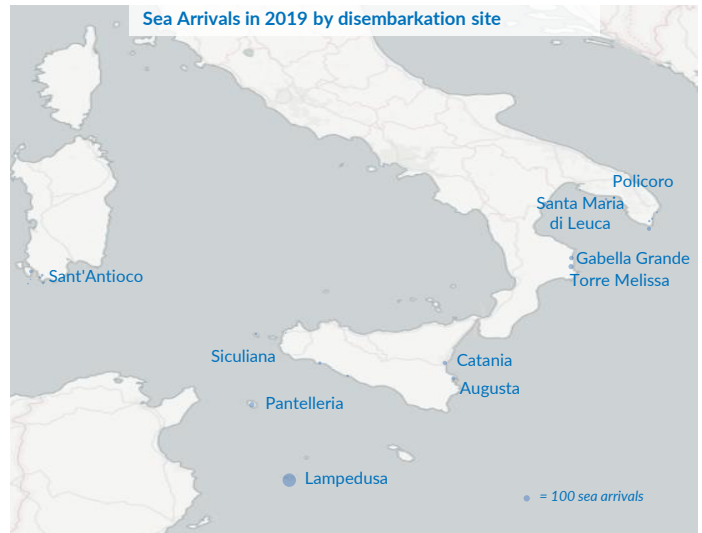 Sea Arrivals in 2019 by disembarkation site
Policoro
Santa Maria
di Leuca
Gabella Grande
Sant'Antioco
Torre Melissa
Siculiana
Catania
Augusta
Pantelleria
Lampedusa
= 100 sea arrivals